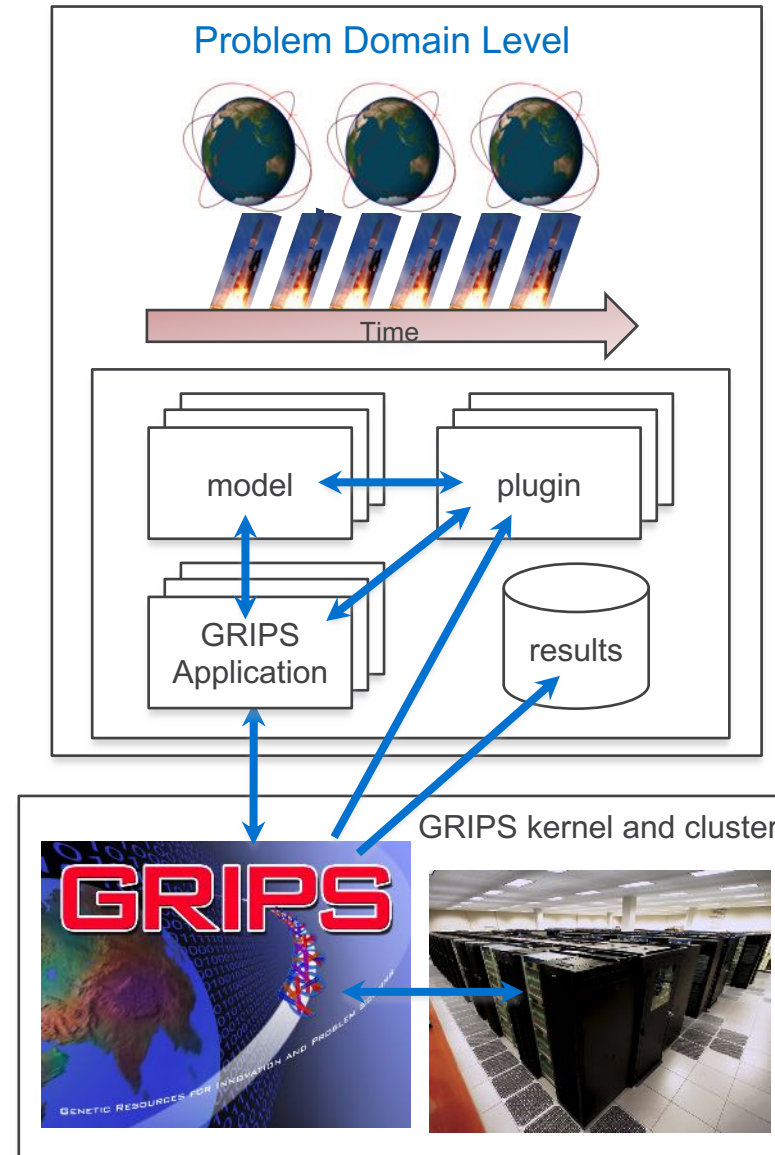 Problem Domain Level
Time
model
plugin
GRIPS
Application
results
GRIPS kernel and cluster
GRIPS
GENETIC RESOURCES FOR INNOVATION AND PROBLEM SOLVING